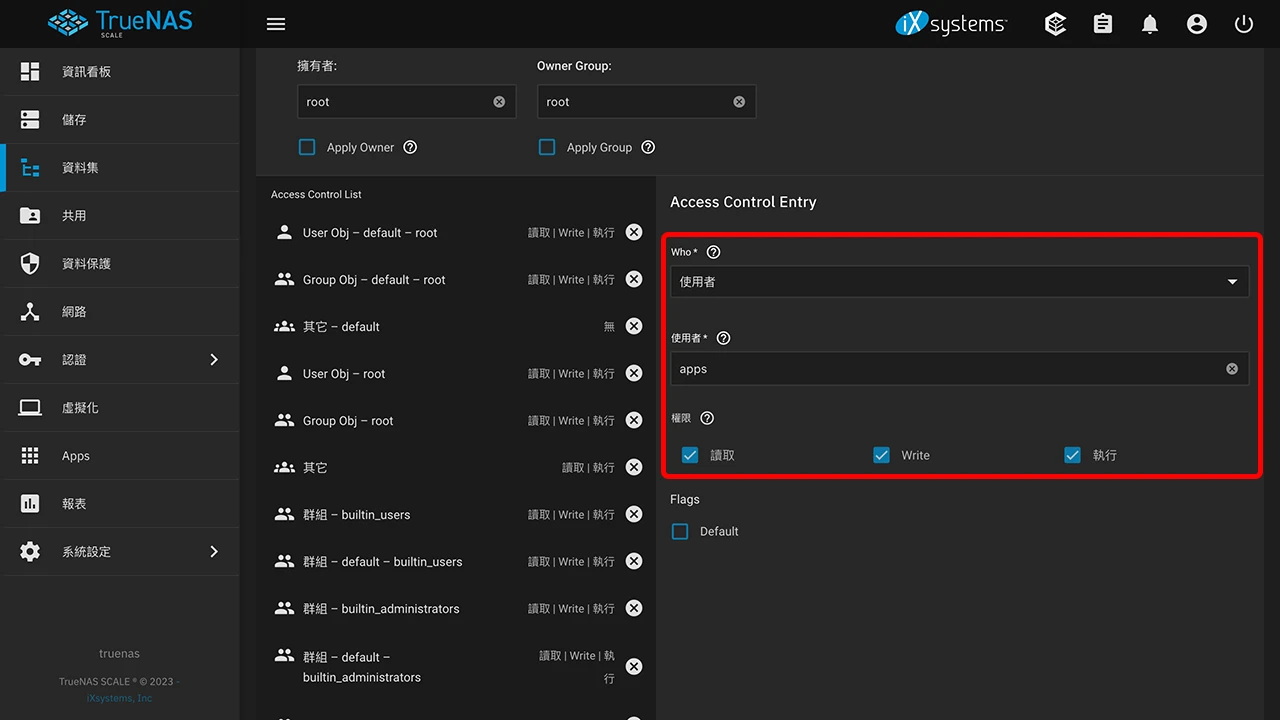 TrueNAS
SCALE
iXsystems
資訊看板
儲存
資料集
共用
資料保護
網路
認證
虛擬化
Apps
報表
系統設定
truenas
TrueNAS SCALE ® © 2023 -
iXsystems, Inc
擁有者:
Owner Group:
root
root
Apply Owner
Apply Group
Access Control List
User Obj – default – root
讀取 | Write | 執行
Group Obj – default – root
讀取 | Write | 執行
其它 – default
無
User Obj – root
讀取 | Write | 執行
Group Obj – root
讀取 | Write | 執行
其它
讀取 | 執行
群組 – builtin_users
讀取 | Write | 執行
群組 – default – builtin_users
讀取 | Write | 執行
群組 – builtin_administrators
讀取 | Write | 執行
群組 – default –
builtin_administrators
讀取 | Write | 執
行
Access Control Entry
Who *
使用者
使用者 *
apps
權限
讀取
Write
執行
Flags
Default